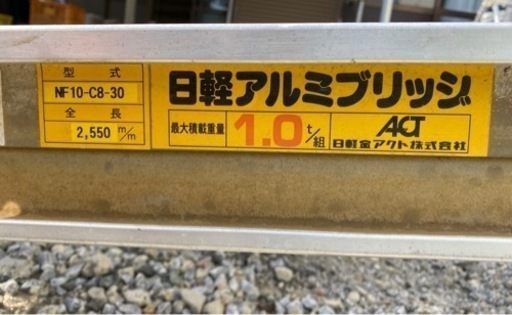 型式
NF10-C8-30
全長
2,550 m/m
日軽アルミブリッジ
最大積載重量 1.0 t/組
ACT
日軽金アクト株式会社